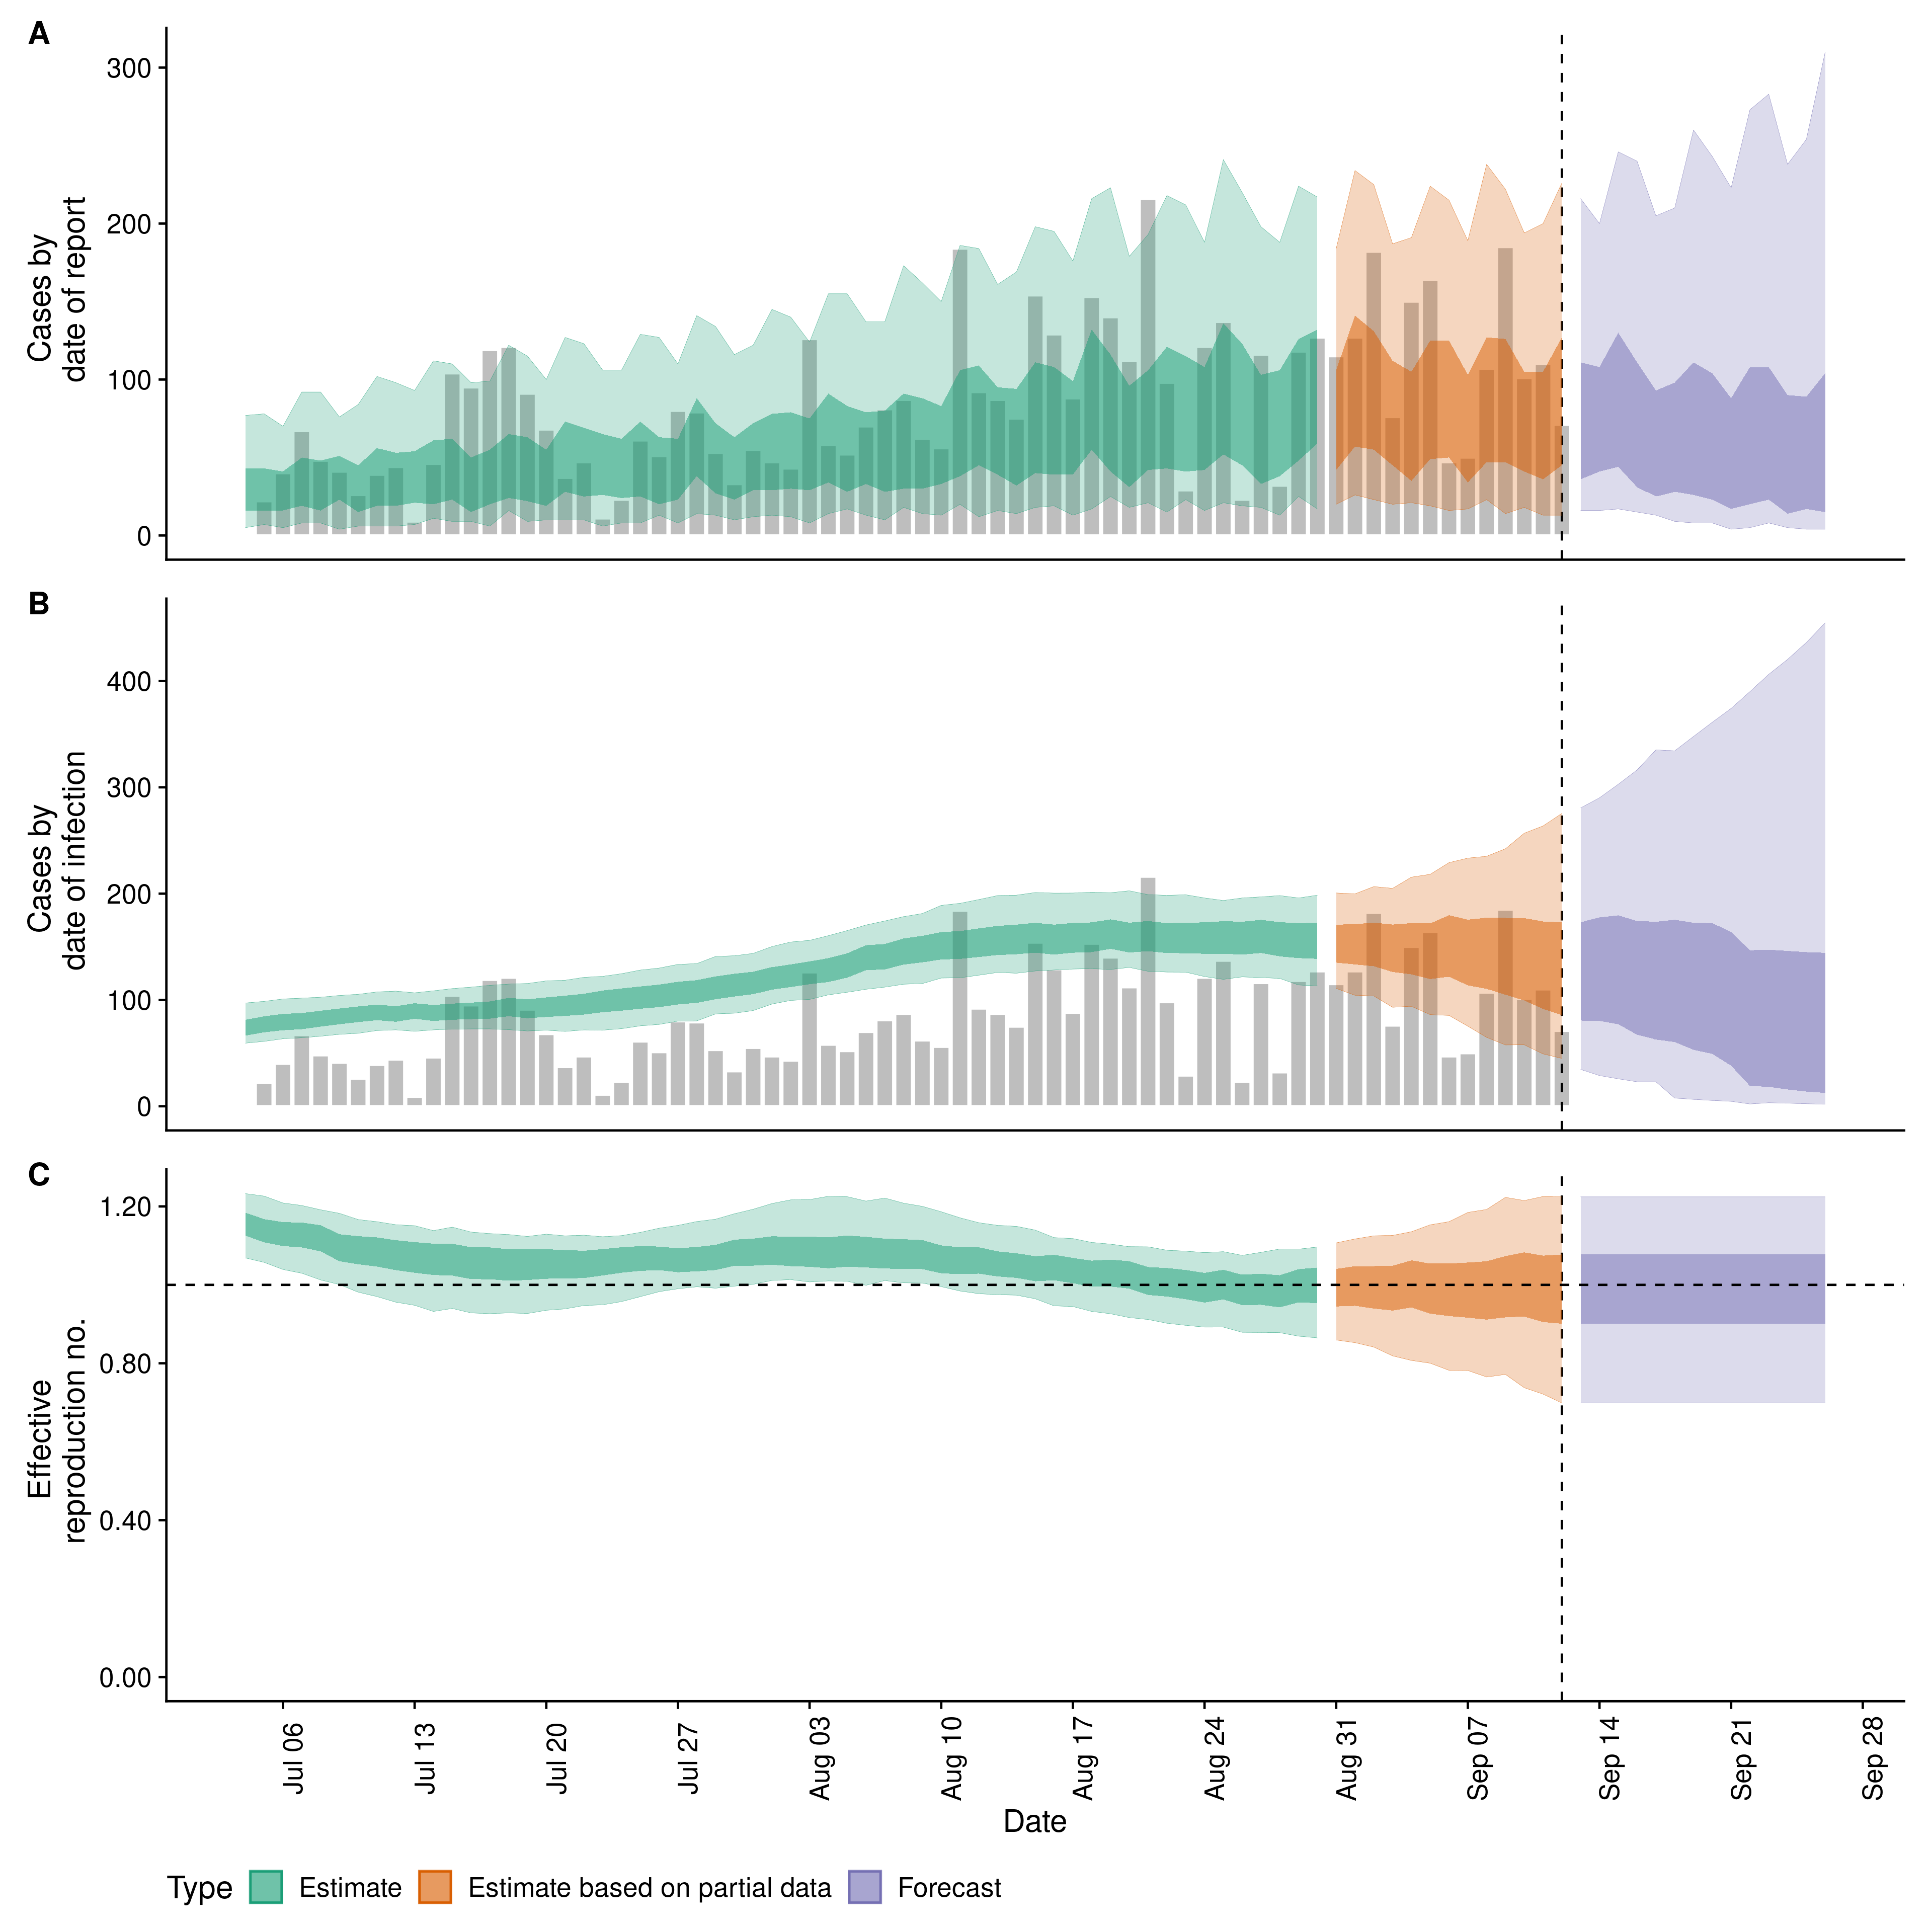 A
300
200
100
0
Cases by
date of report
B
400
300
200
100
0
Cases by
date of infection
C
1.20
0.80
0.40
0.00
Effective
reproduction no.
Jul 06
Jul 13
Jul 20
Jul 27
Aug 03
Aug 10
Aug 17
Aug 24
Aug 31
Sep 07
Sep 14
Sep 21
Sep 28
Date
Type Estimate Estimate based on partial data Forecast